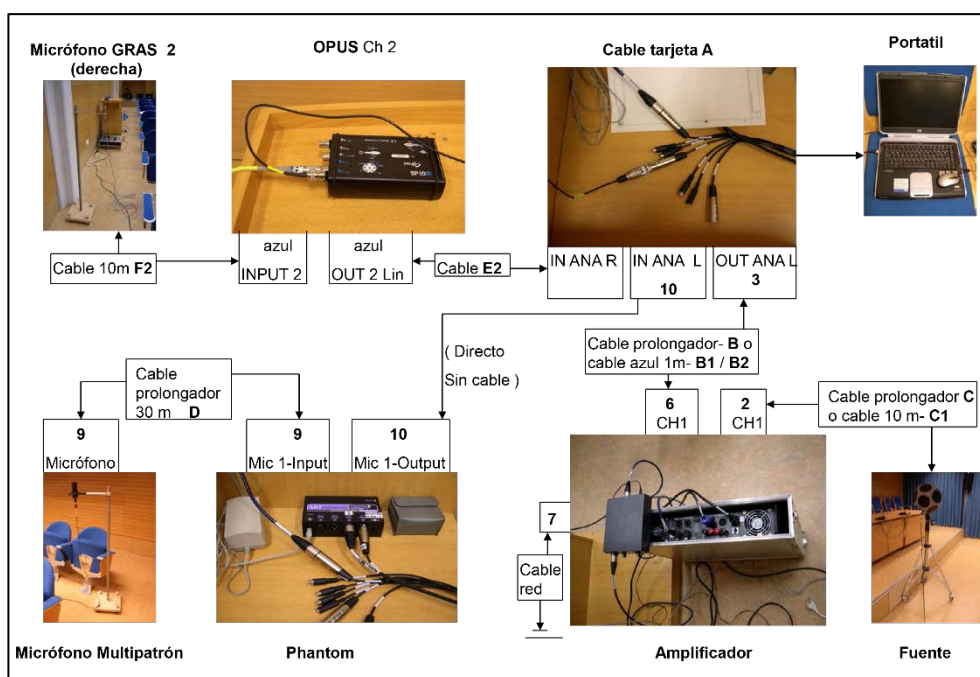 Micrófono GRAS 2
(derecha)
OPUS Ch 2
Cable tarjeta A
Portatil
azul
INPUT 2
azul
OUT 2 Lin
Cable 10m F2
Cable E2
IN ANA R
IN ANA L
10
OUT ANA L
3
( Directo
Sin cable )
Cable prolongador- B o
cable azul 1m- B1 / B2
Cable
prolongador
30 m D
6
CH1
2
CH1
Cable prolongador C
o cable 10 m- C1
9
Micrófono
9
Mic 1-Input
10
Mic 1-Output
7
Cable
red
Micrófono Multipatrón
Phantom
Amplificador
Fuente